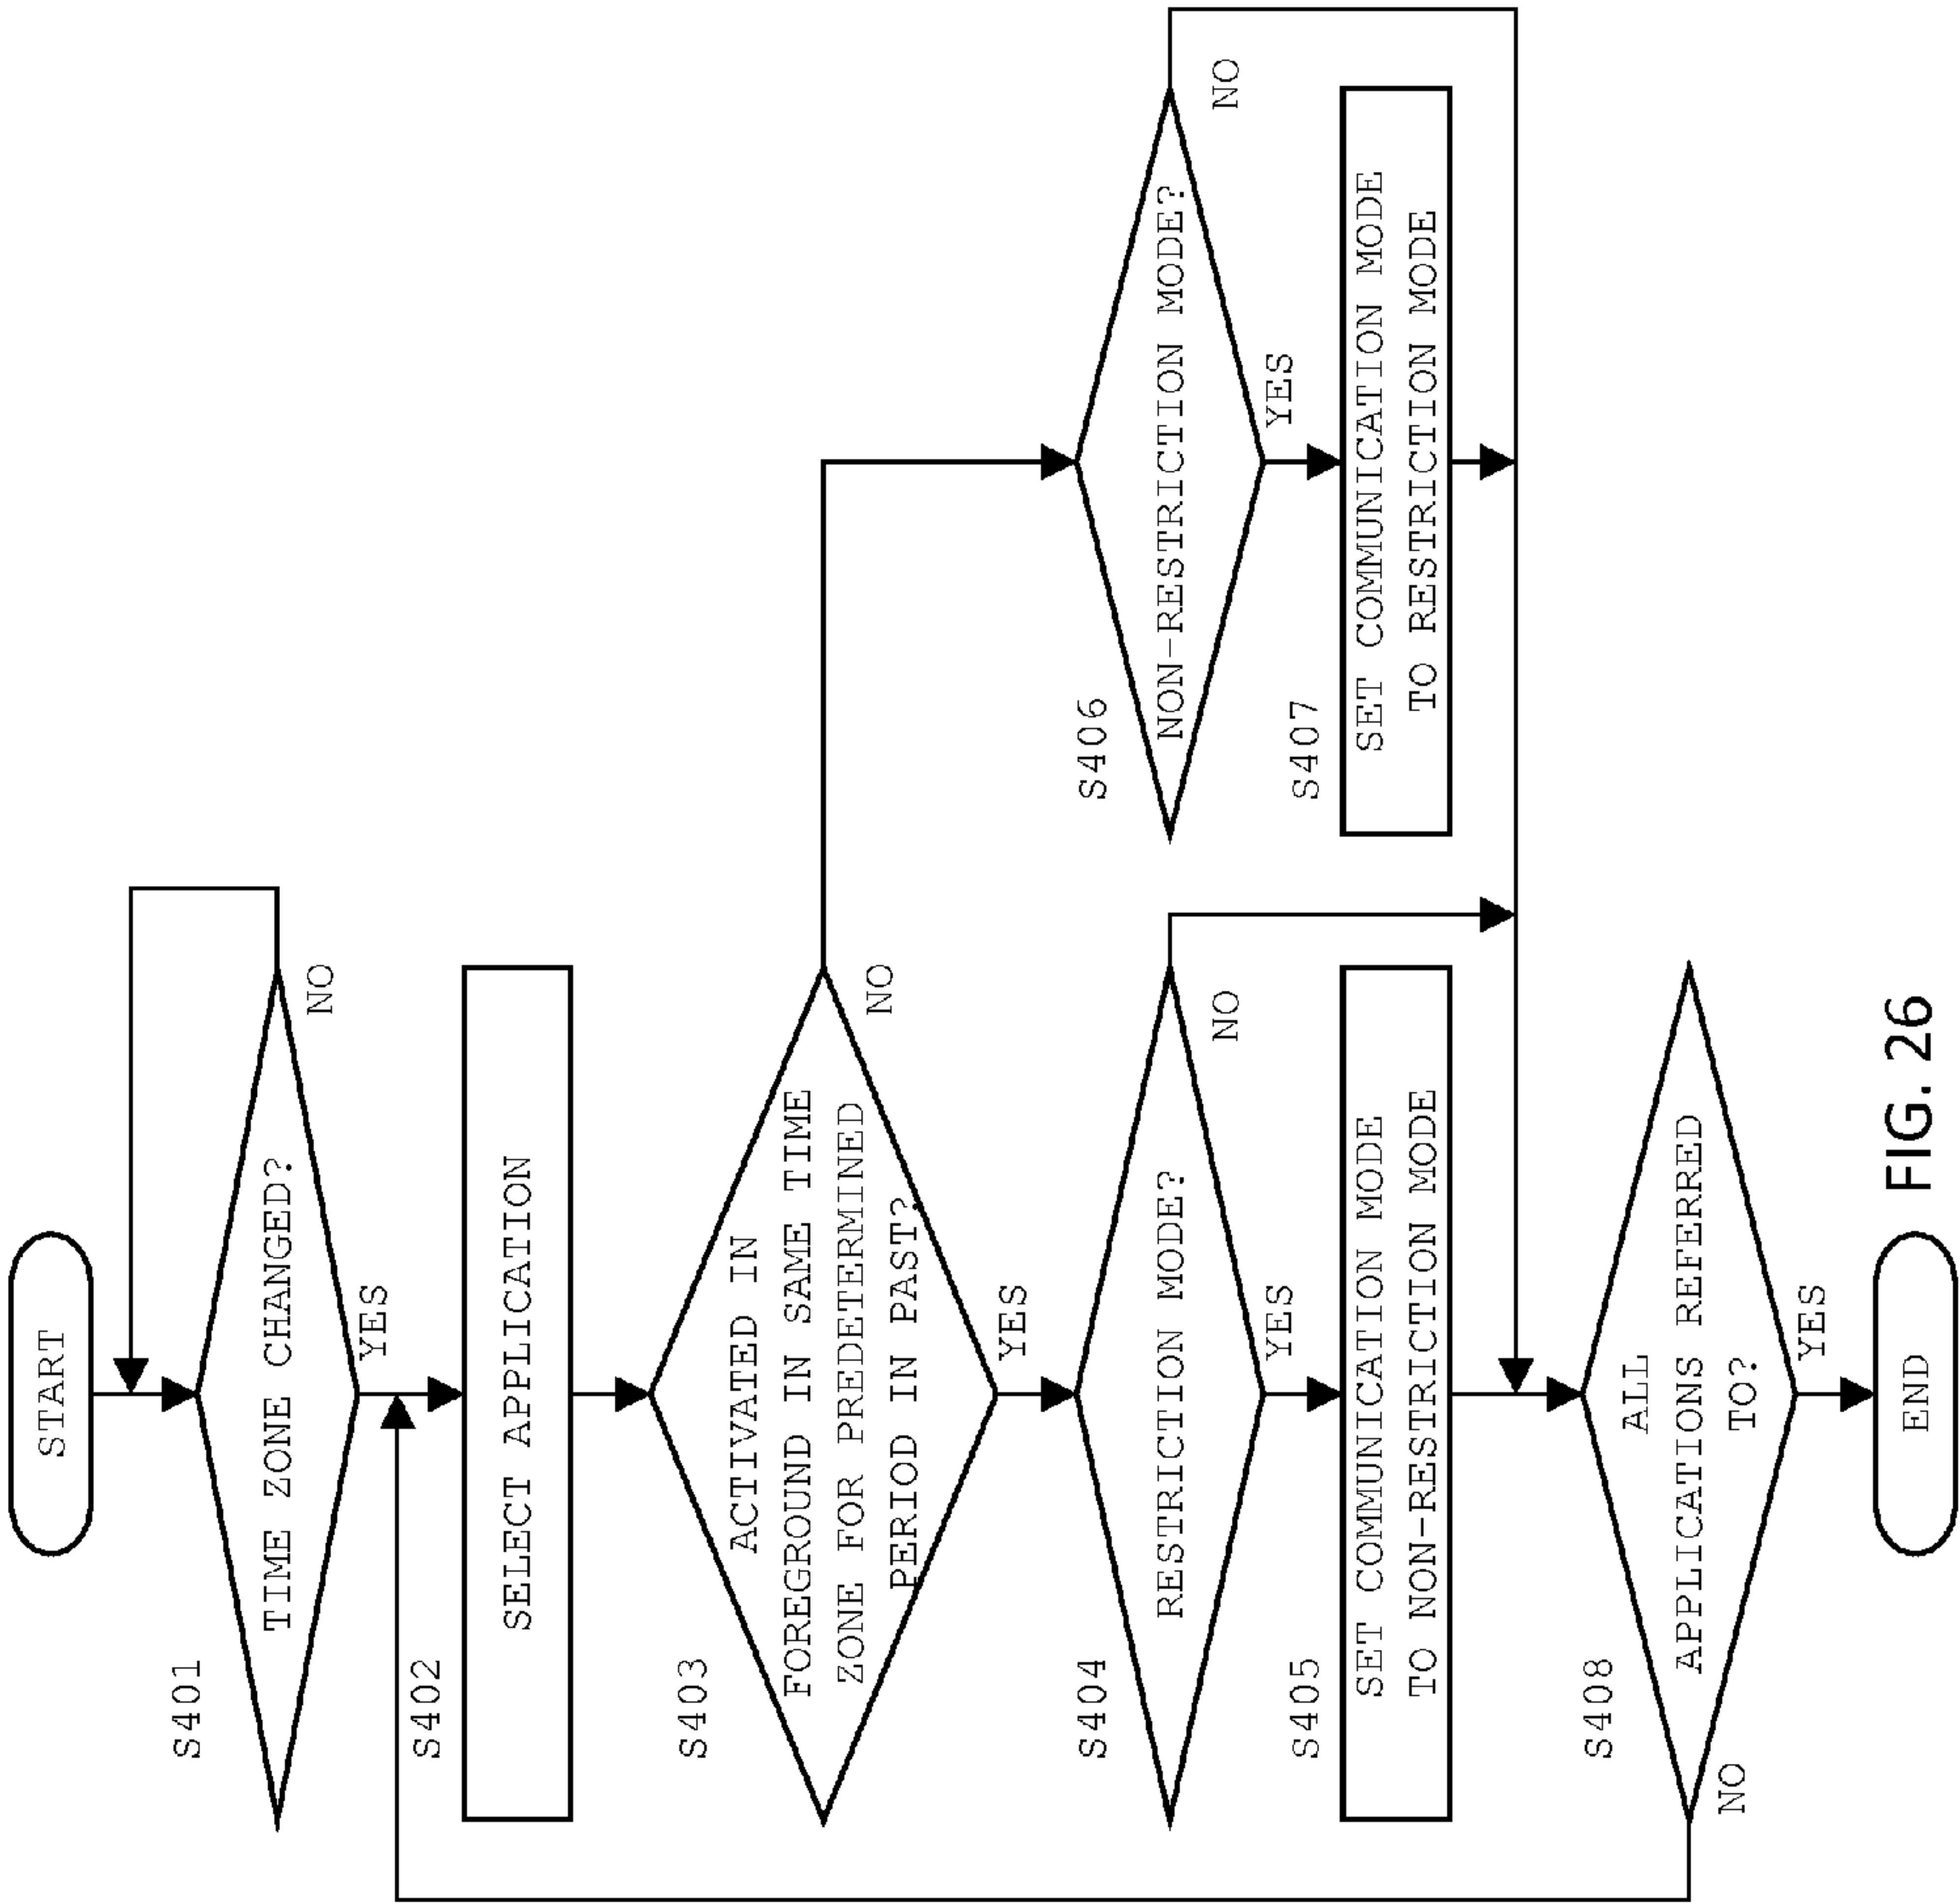 START
S401
TIME ZONE CHANGED?
NO
YES
S402
SELECT APPLICATION
S403
ACTIVATED IN
FOREGROUND IN SAME TIME
ZONE FOR PREDETERMINED
PERIOD IN PAST?
NO
YES
S404
RESTRICTION MODE?
NO
YES
S405
SET COMMUNICATION MODE
TO NON-RESTRICTION MODE
S406
NON-RESTRICTION MODE?
NO
YES
S407
SET COMMUNICATION MODE
TO RESTRICTION MODE
S408
ALL
APPLICATIONS REFERRED
TO?
NO
YES
END
FIG. 26